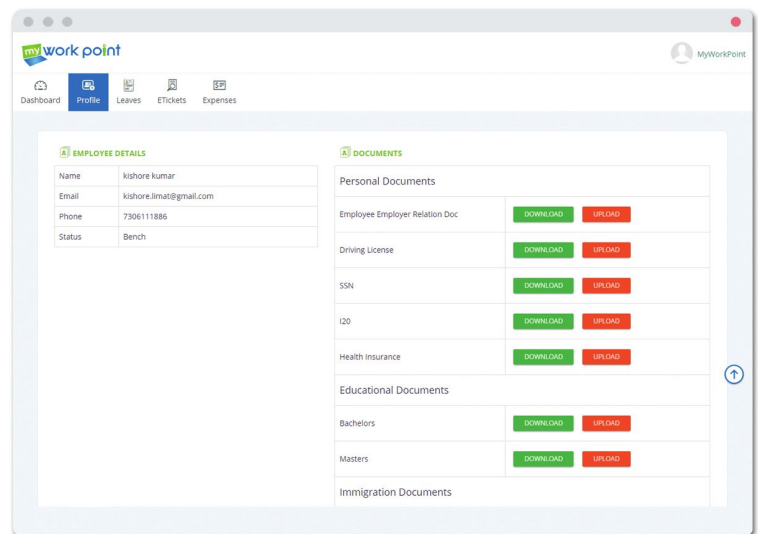 my work point
MyWorkPoint
Dashboard Profile Leaves ETickets Expenses
EMPLOYEE DETAILS
Name kishore kumar
Email kishore.limat@gmail.com
Phone 7306111886
Status Bench
DOCUMENTS
Personal Documents
Employee Employer Relation Doc DOWNLOAD UPLOAD
Driving License DOWNLOAD UPLOAD
SSN DOWNLOAD UPLOAD
I20 DOWNLOAD UPLOAD
Health Insurance DOWNLOAD UPLOAD
Educational Documents
Bachelors DOWNLOAD UPLOAD
Masters DOWNLOAD UPLOAD
Immigration Documents